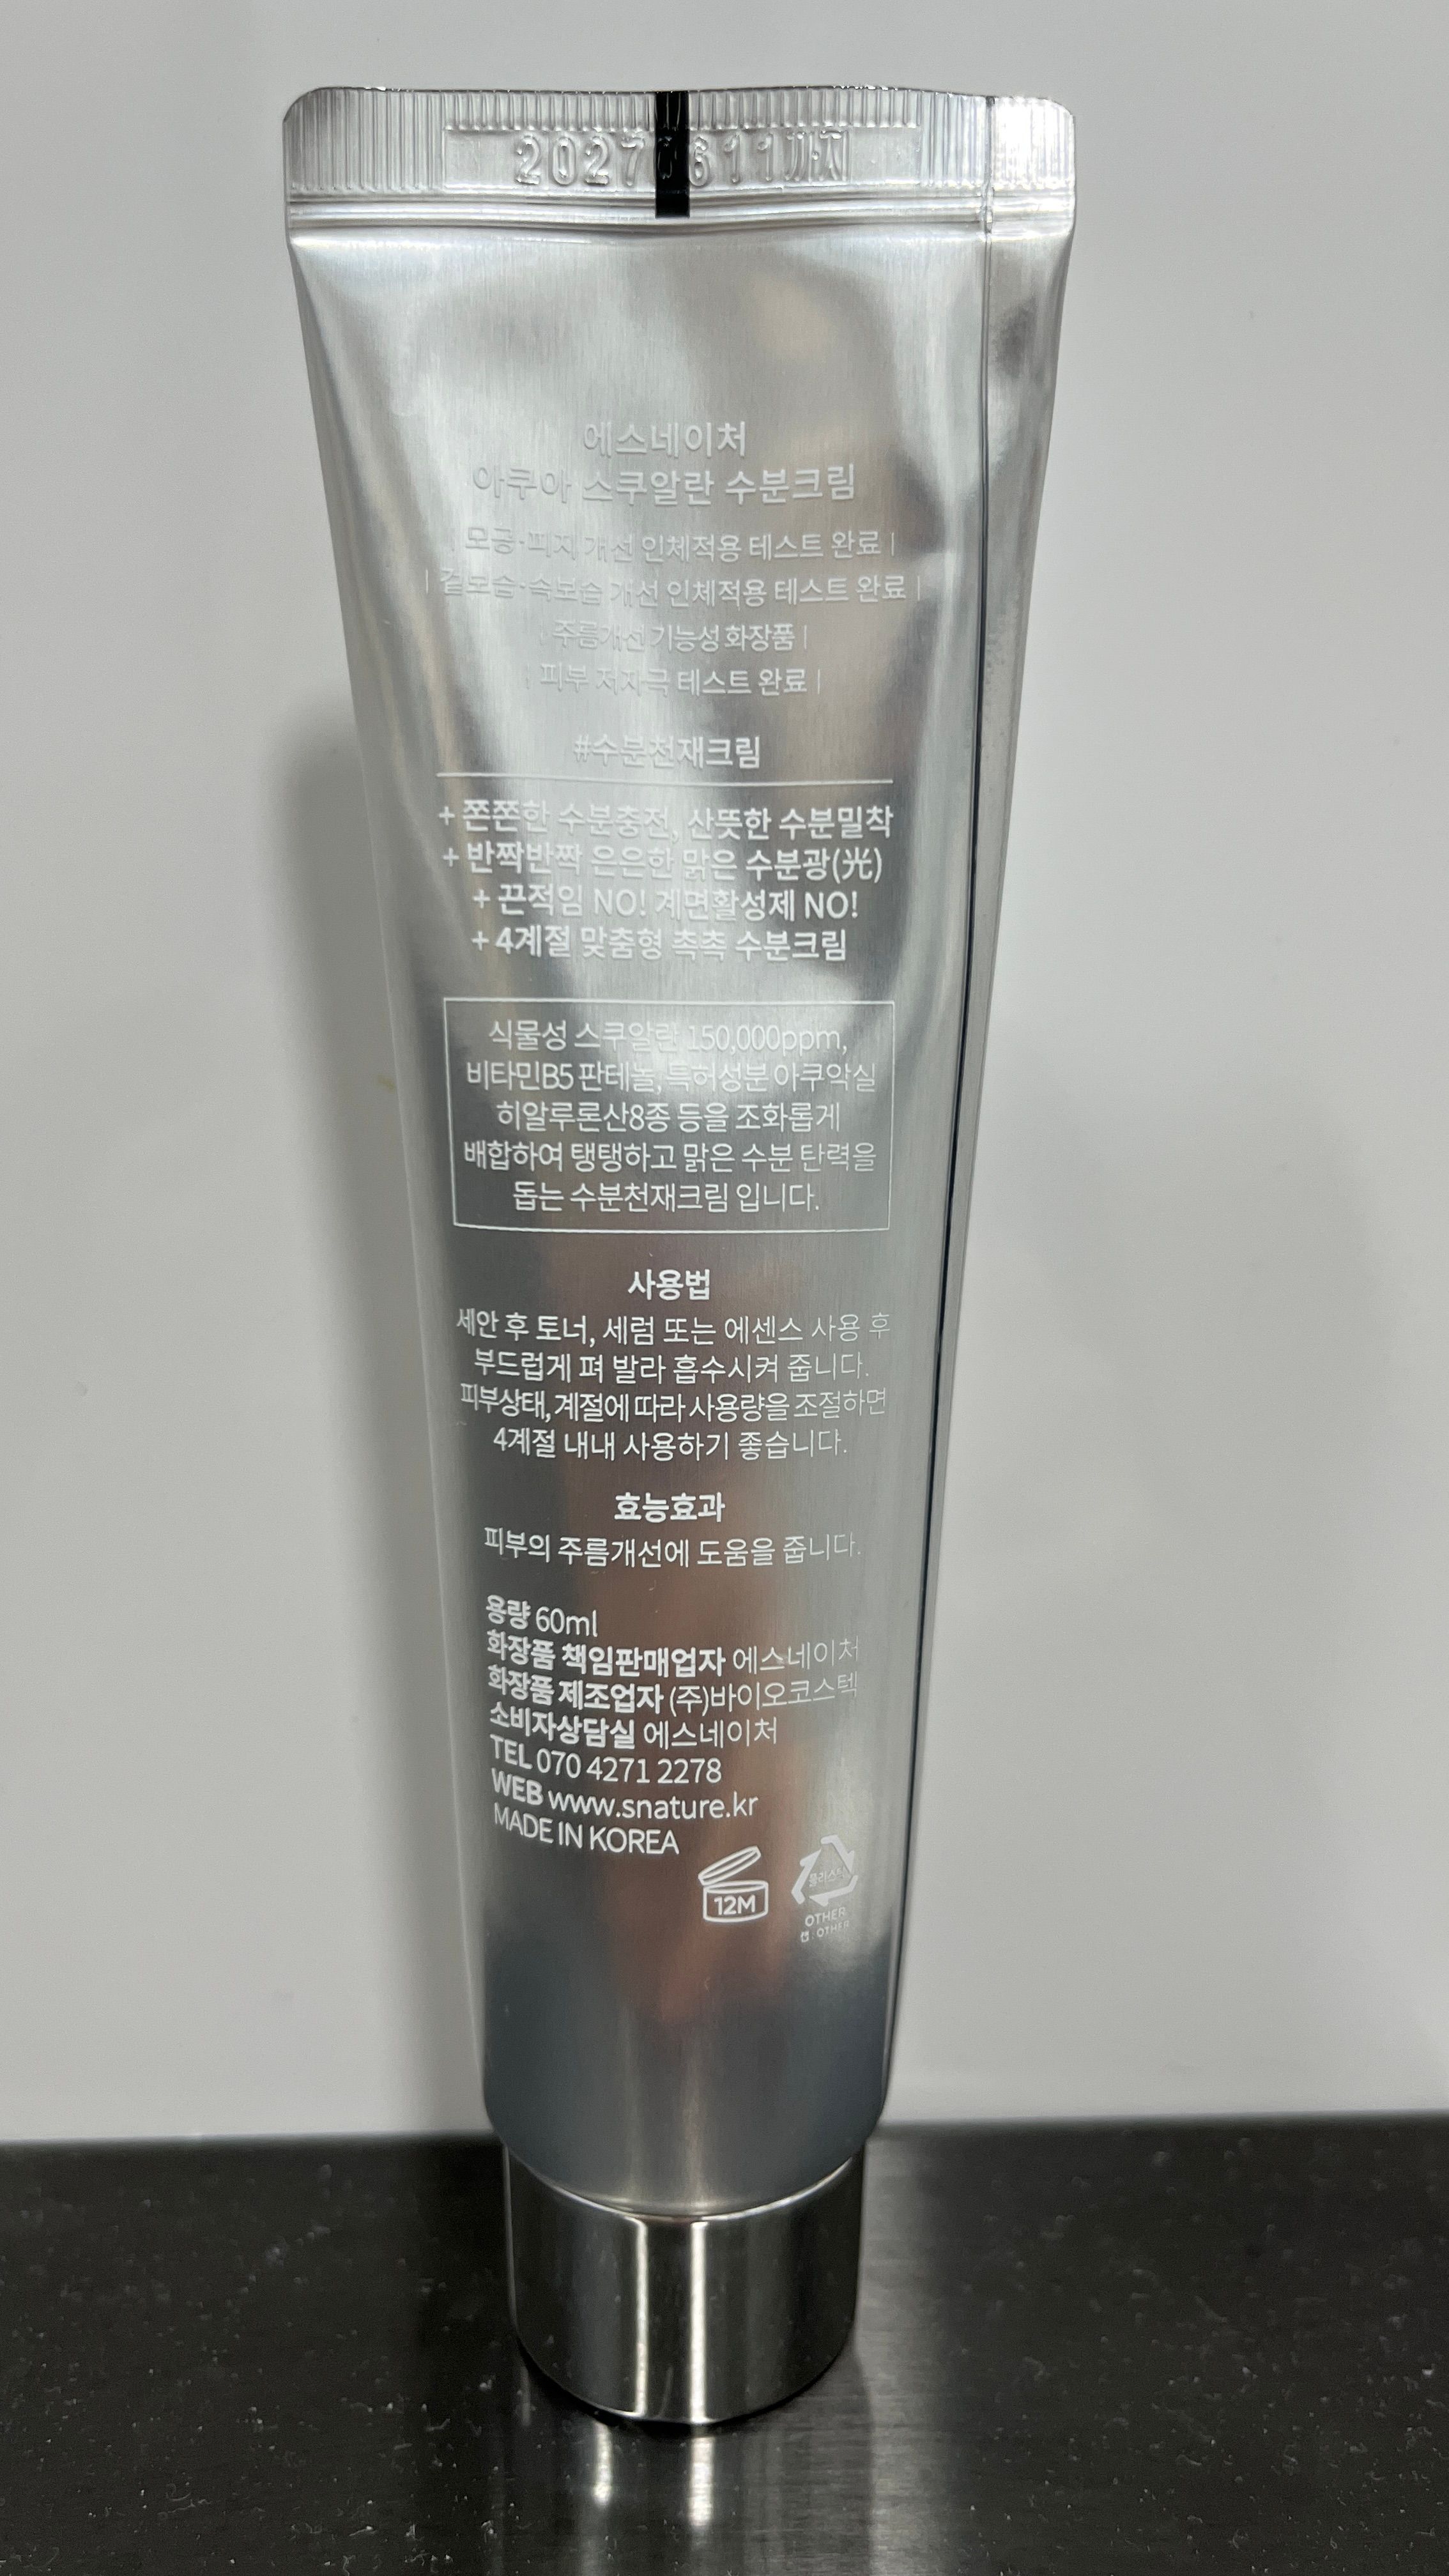 20270611까지
에스네이처
아쿠아 스쿠알란 수분크림
| 모공·피지 개선 인체적용 테스트 완료 |
| 겉보습·속보습 개선 인체적용 테스트 완료 |
| 주름개선 기능성 화장품 |
| 피부 저자극 테스트 완료 |
#수분천재크림
+ 쫀쫀한 수분충전, 산뜻한 수분밀착
+ 반짝반짝 은은한 맑은 수분광(光)
+ 끈적임 NO! 계면활성제 NO!
+ 4계절 맞춤형 촉촉 수분크림
식물성 스쿠알란 150,000ppm,
비타민B5 판테놀, 특허성분 아쿠악실
히알루론산8종 등을 조화롭게
배합하여 탱탱하고 맑은 수분 탄력을
돕는 수분천재크림 입니다.
사용법
세안 후 토너, 세럼 또는 에센스 사용 후
부드럽게 펴 발라 흡수시켜 줍니다.
피부상태, 계절에 따라 사용량을 조절하면
4계절 내내 사용하기 좋습니다.
효능효과
피부의 주름개선에 도움을 줍니다.
용량 60ml
화장품 책임판매업자 에스네이처
화장품 제조업자 (주)바이오코스텍
소비자상담실 에스네이처
TEL 070 4271 2278
WEB www.snature.kr
MADE IN KOREA
12M
플라스틱
OTHER
캡 : OTHER